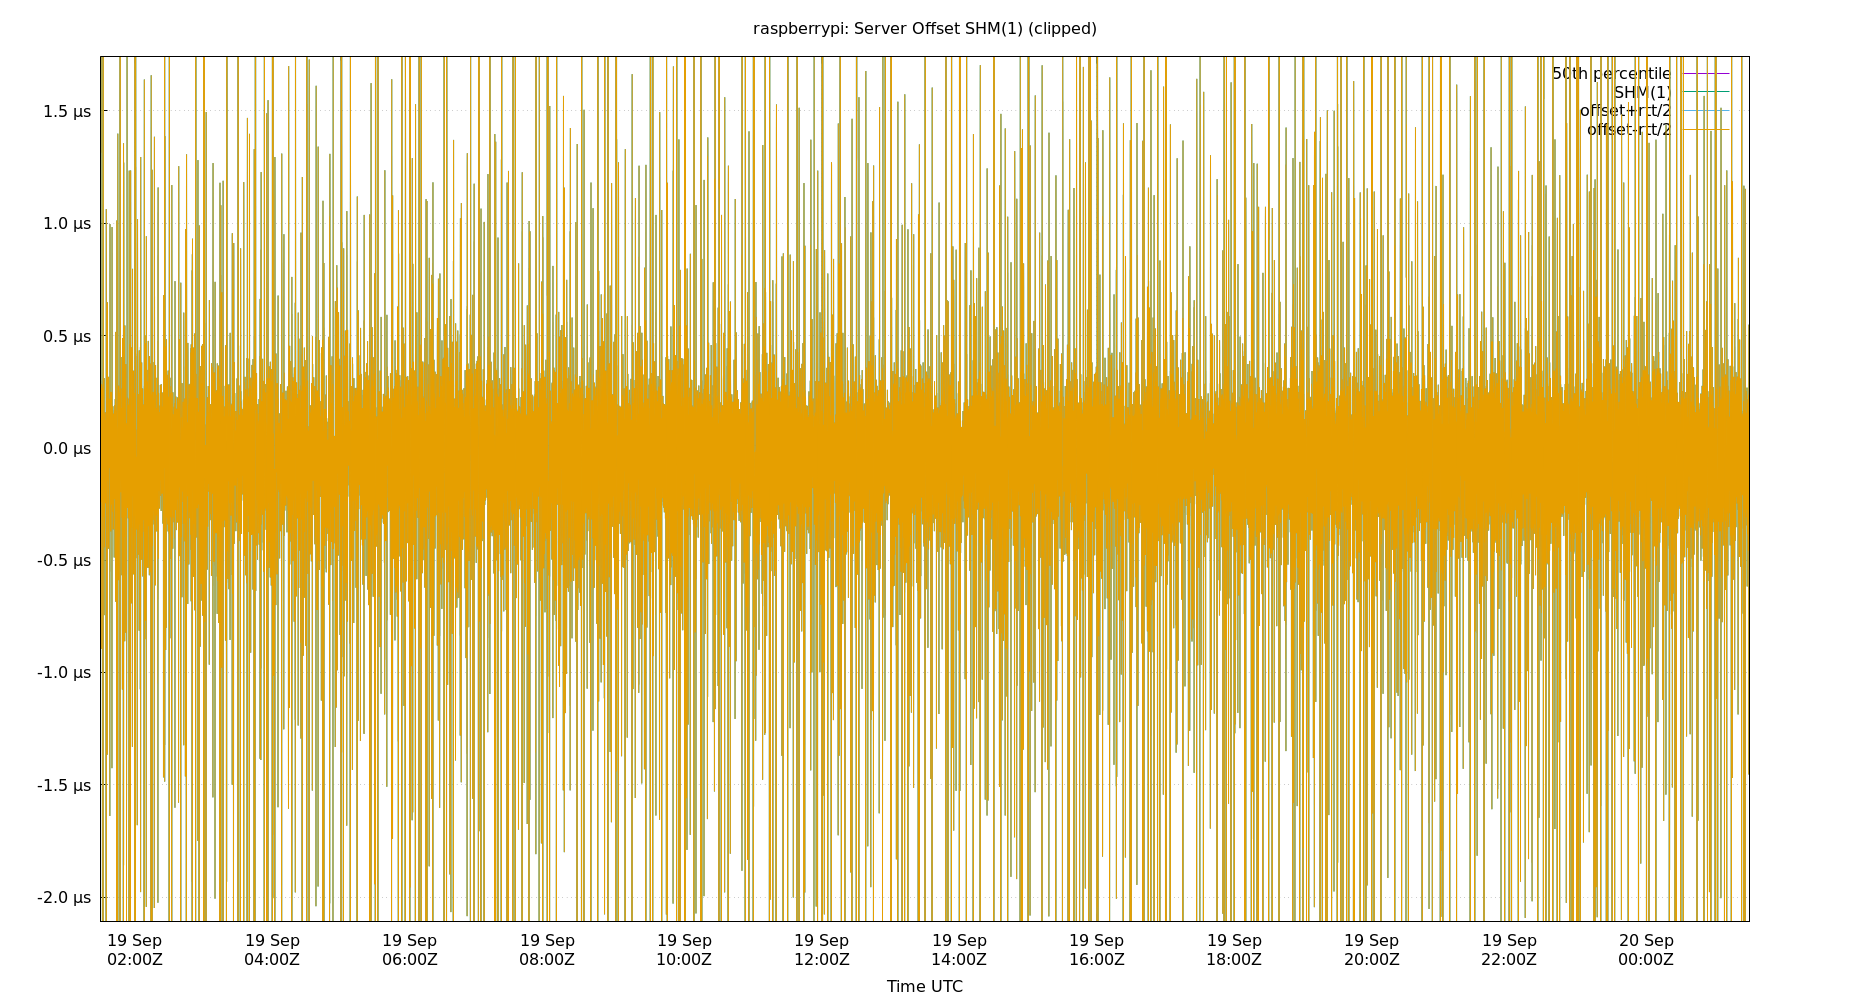 raspberrypi: Server Offset SHM(1) (clipped)
50th percentile
SHM(1)
offset+rtt/2
offset-rtt/2
1.5 µs
1.0 µs
0.5 µs
0.0 µs
-0.5 µs
-1.0 µs
-1.5 µs
-2.0 µs
19 Sep 19 Sep 19 Sep 19 Sep 19 Sep 19 Sep 19 Sep 19 Sep 19 Sep 19 Sep 19 Sep 20 Sep
02:00Z 04:00Z 06:00Z 08:00Z 10:00Z 12:00Z 14:00Z 16:00Z 18:00Z 20:00Z 22:00Z 00:00Z
Time UTC